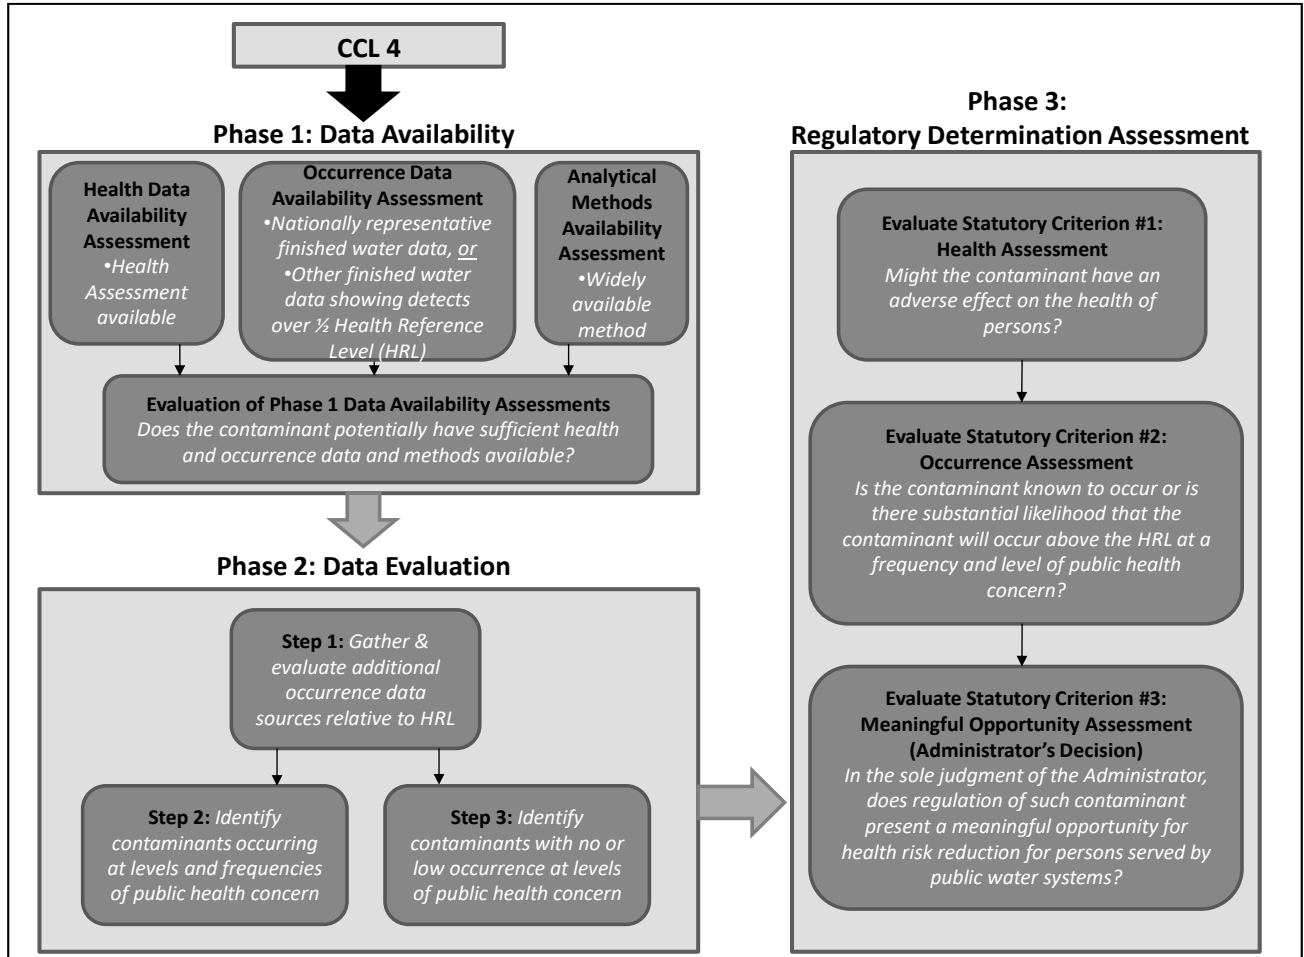 CCL 4
Phase 1: Data Availability
Health Data
Availability
Assessment
•Health
Assessment
available
Occurrence Data
Availability Assessment
•Nationally representative
finished water data, or
•Other finished water
data showing detects
over ½ Health Reference
Level (HRL)
Analytical
Methods
Availability
Assessment
•Widely
available
method
Evaluation of Phase 1 Data Availability Assessments
Does the contaminant potentially have sufficient health
and occurrence data and methods available?
Phase 2: Data Evaluation
Step 1: Gather &
evaluate additional
occurrence data
sources relative to HRL
Step 2: Identify
contaminants occurring
at levels and frequencies
of public health concern
Step 3: Identify
contaminants with no or
low occurrence at levels
of public health concern
Phase 3:
Regulatory Determination Assessment
Evaluate Statutory Criterion #1:
Health Assessment
Might the contaminant have an
adverse effect on the health of
persons?
Evaluate Statutory Criterion #2:
Occurrence Assessment
Is the contaminant known to occur or is
there substantial likelihood that the
contaminant will occur above the HRL at a
frequency and level of public health
concern?
Evaluate Statutory Criterion #3:
Meaningful Opportunity Assessment
(Administrator’s Decision)
In the sole judgment of the Administrator,
does regulation of such contaminant
present a meaningful opportunity for
health risk reduction for persons served by
public water systems?